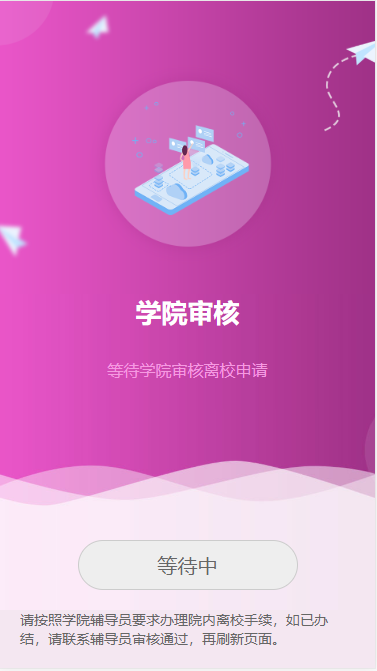 学院审核
等待学院审核离校申请
等待中
请按照学院辅导员要求办理院内离校手续，如已办
结，请联系辅导员审核通过，再刷新页面。